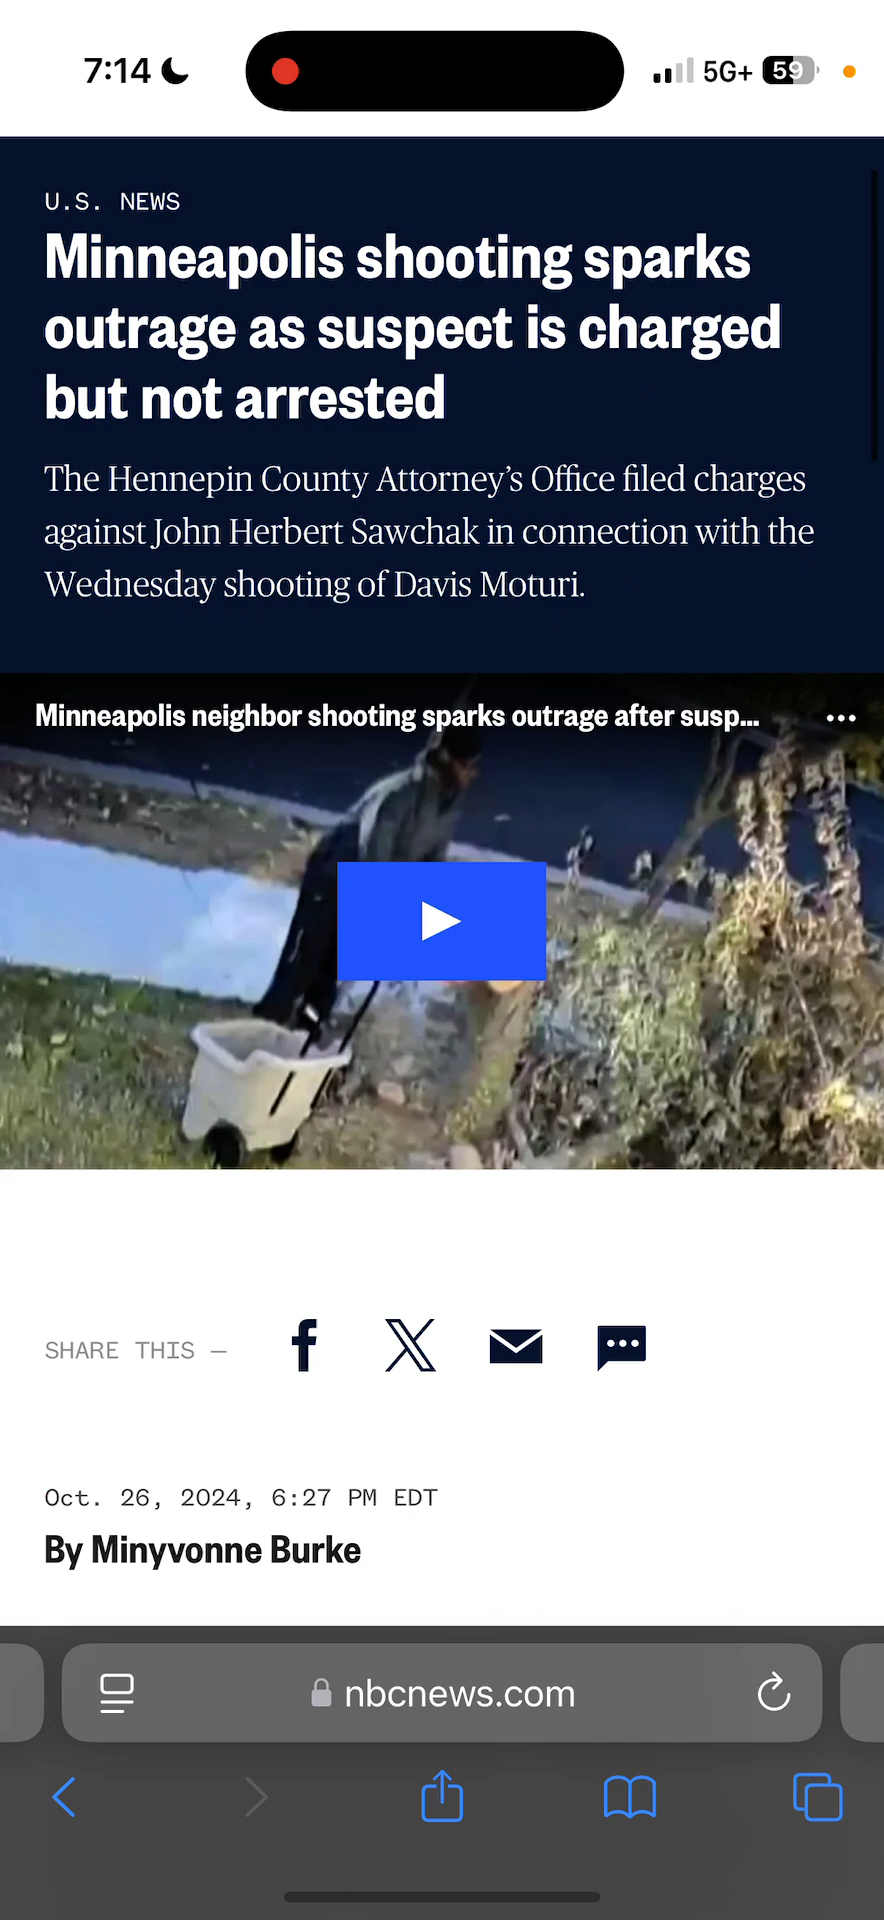 7:14
5G+
59
U.S. NEWS
Minneapolis shooting sparks
outrage as suspect is charged
but not arrested
The Hennepin County Attorney’s Office filed charges
against John Herbert Sawchak in connection with the
Wednesday shooting of Davis Moturi.
Minneapolis neighbor shooting sparks outrage after susp...
SHARE THIS —
Oct. 26, 2024, 6:27 PM EDT
By Minyvonne Burke
nbcnews.com